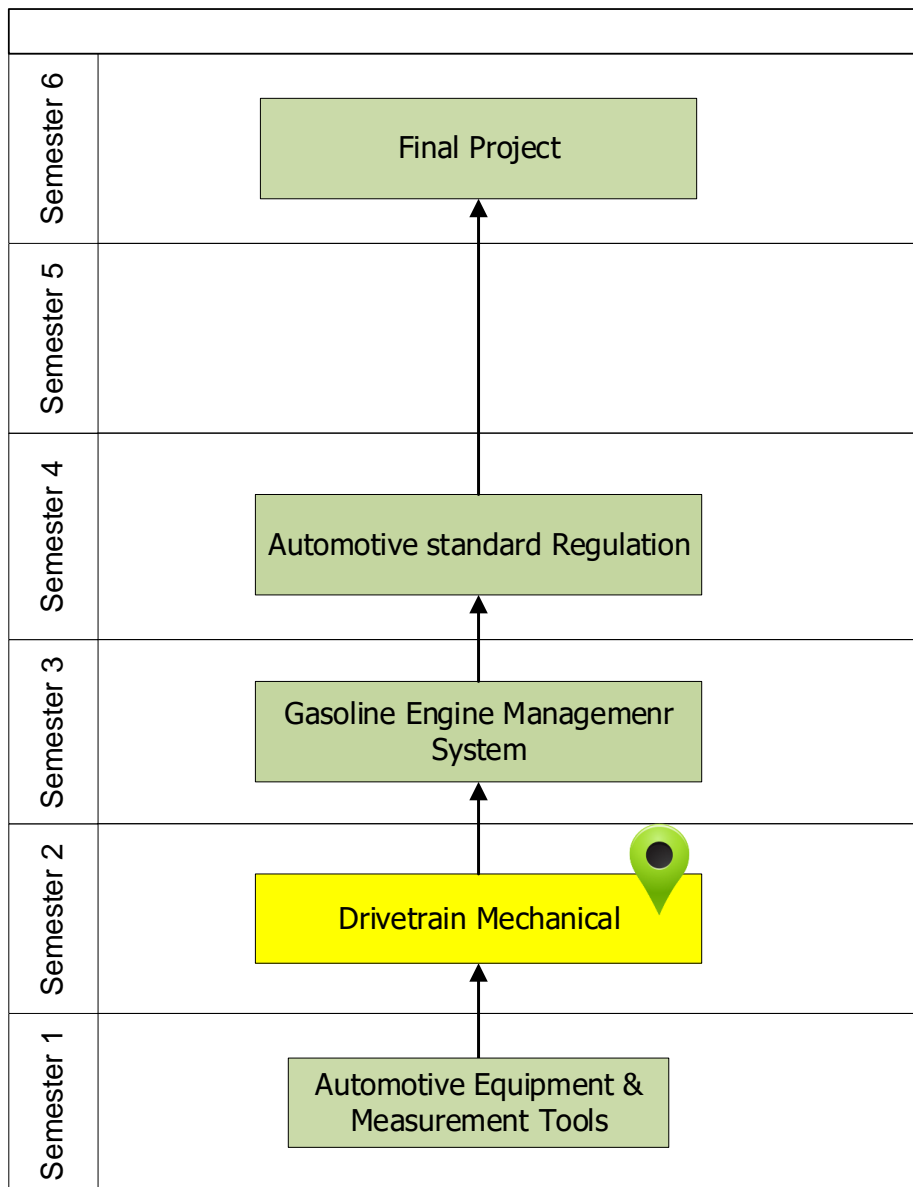 Semester 6
Final Project
Semester 5
Semester 4
Automotive standard Regulation
Semester 3
Gasoline Engine Managemenr
System
Semester 2
Drivetrain Mechanical
Semester 1
Automotive Equipment &
Measurement Tools